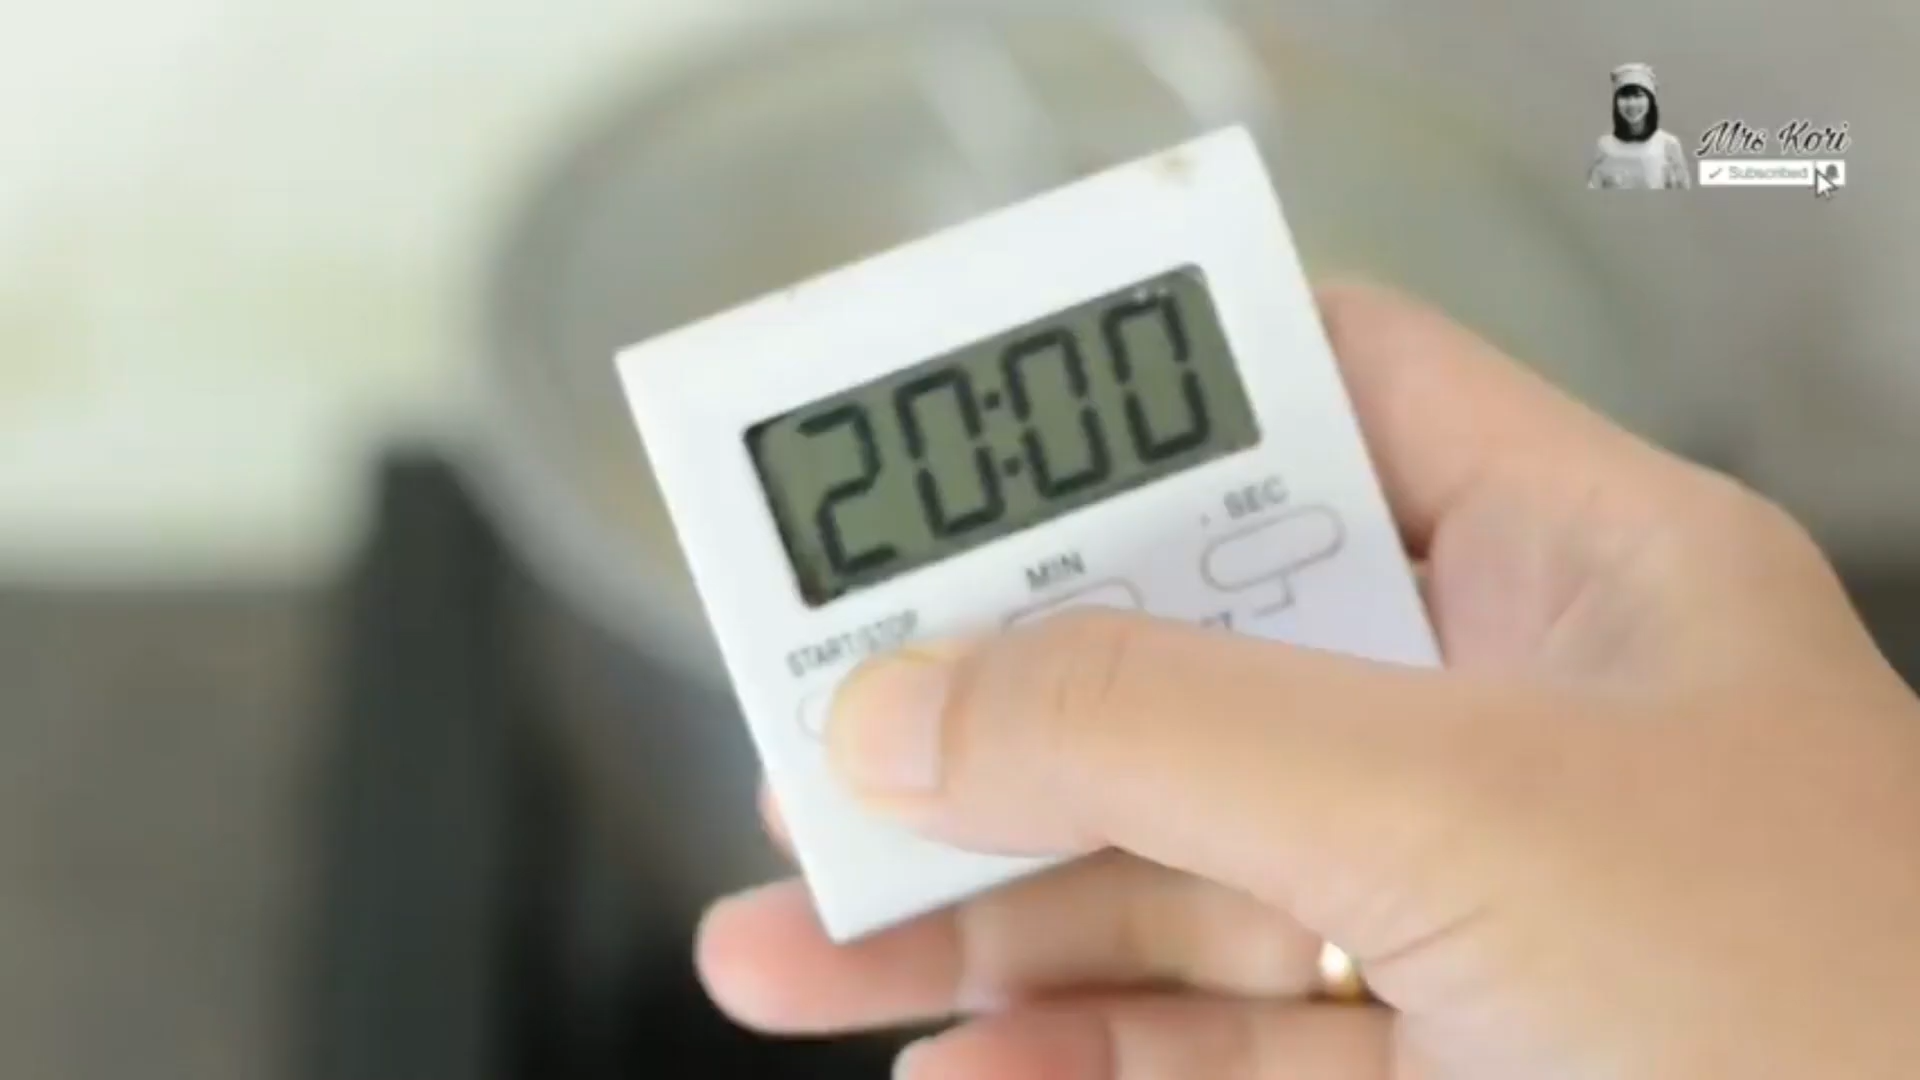 Mrs Kori
✓ Subscribed
20:00
SEC
MIN
START/STOP